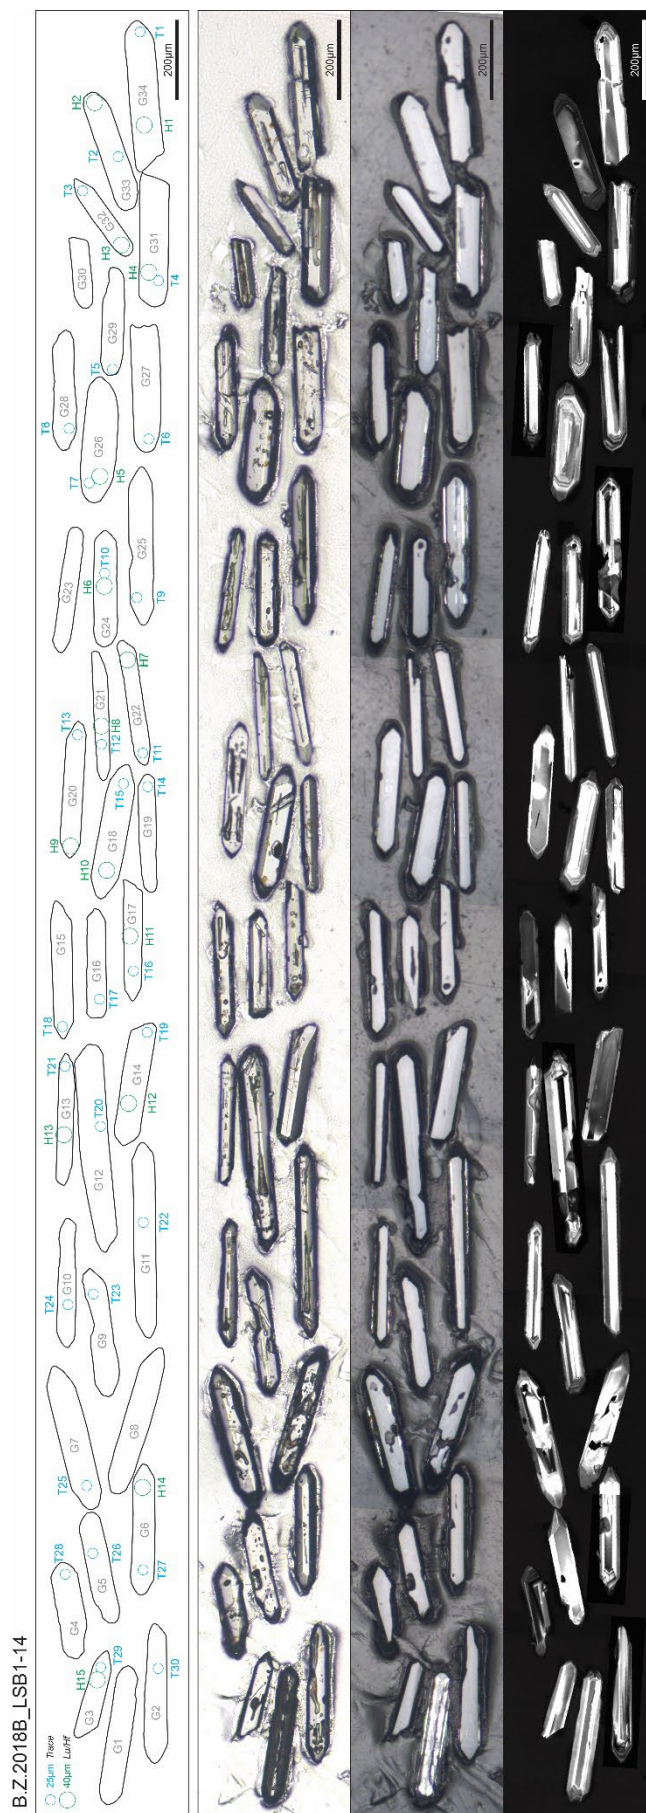 B.Z.2018B_LSB1-14
25µm Trace
40µm Lu/Hf
G1
G2
T30
G3
H15
T29
G4
T28
G5
T26
G6
T27
H14
G7
T25
G8
G9
T23
G10
T24
G11
T22
G12
T20
G13
H13
T21
G14
H12
T19
G15
T18
G16
T17
G17
H11
T16
G18
H10
T15
G19
T14
G20
H9
T13
G21
T12
H8
G22
T11
H7
G23
G24
H6
T10
G25
T9
G26
T7
H5
G27
T6
G28
T8
G29
T5
G30
G31
H4
T4
G32
T3
H3
G33
T2
H2
G34
H1
T1
200µm
200µm
200µm
200µm